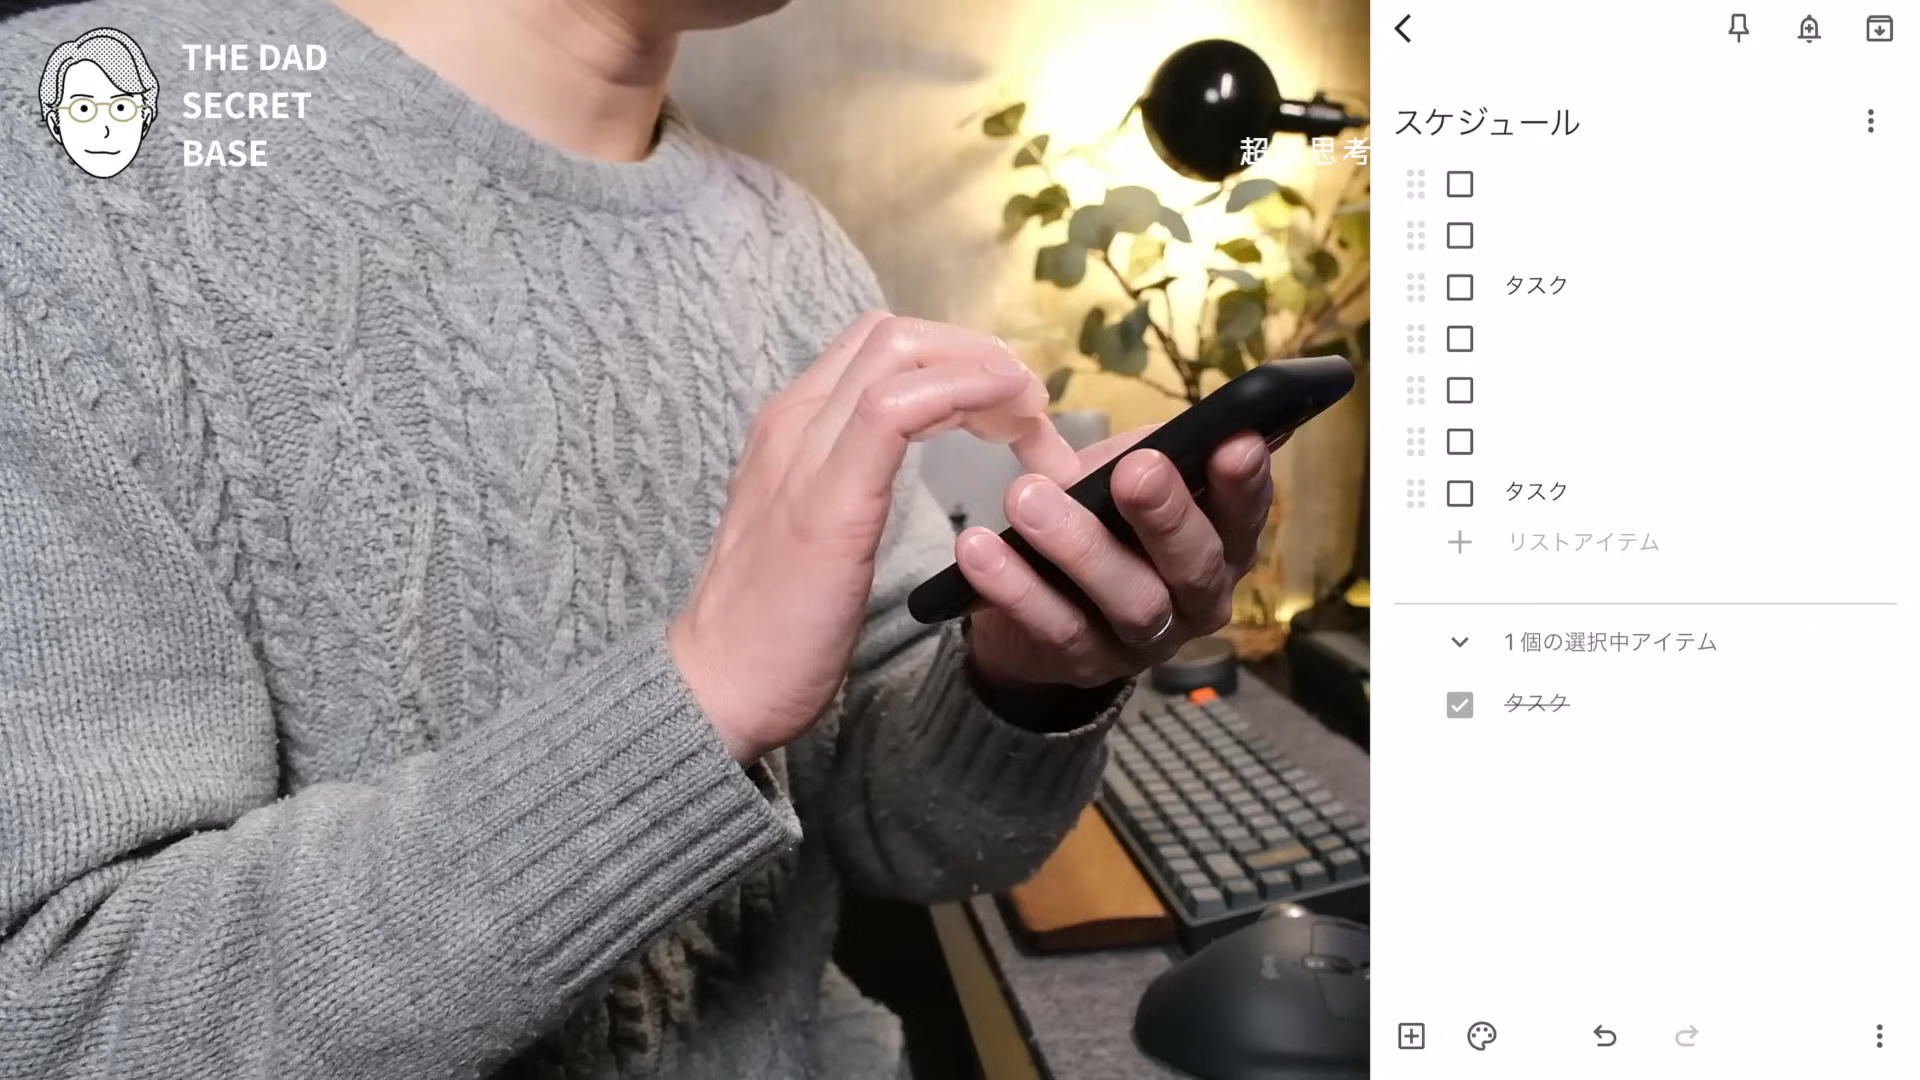 THE DAD
SECRET
BASE
スケジュール
タスク
タスク
リストアイテム
1個の選択中アイテム
タスク